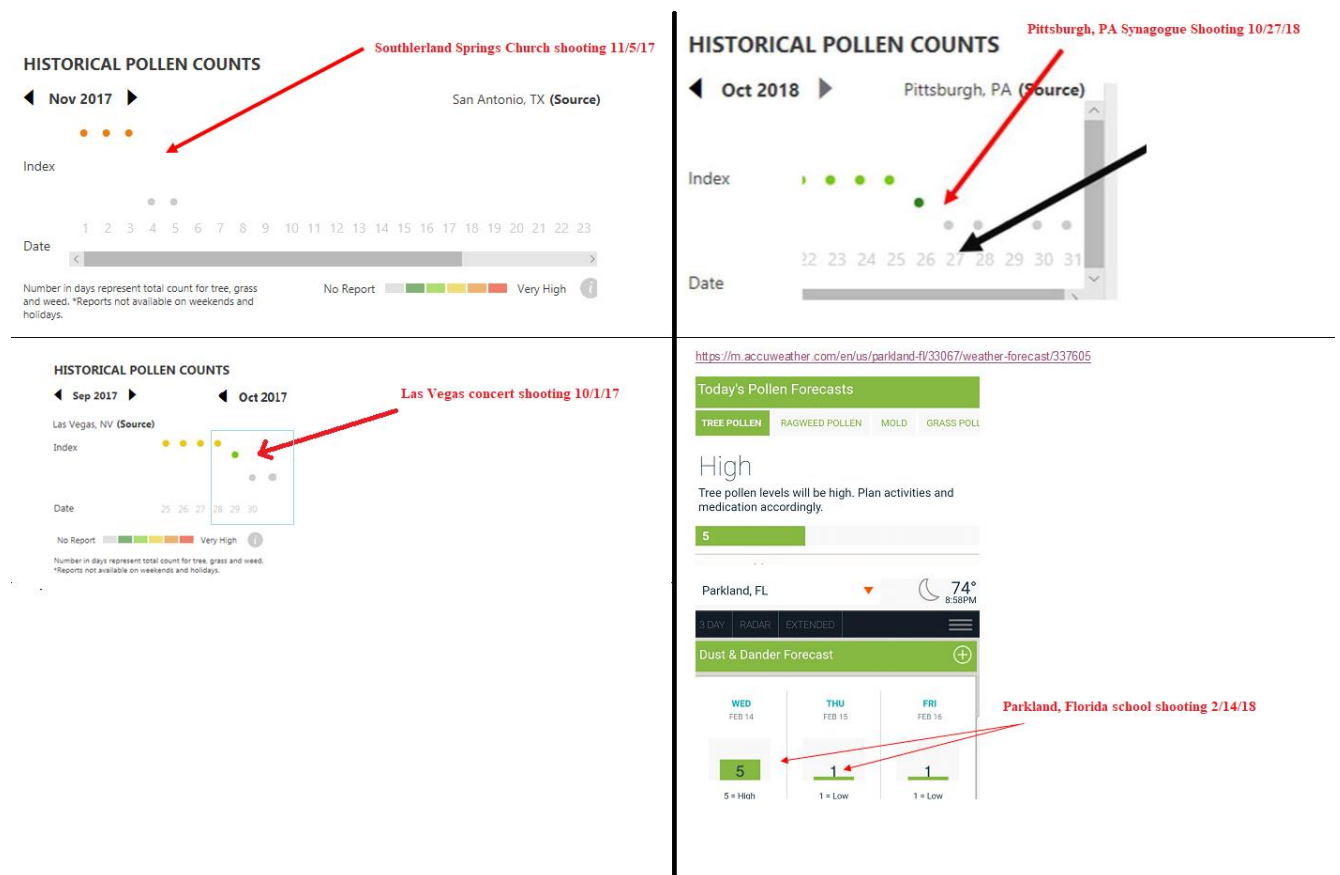 Southlerland Springs Church shooting 11/5/17
HISTORICAL POLLEN COUNTS
Nov 2017
San Antonio, TX (Source)
Index
1 2 3 4 5 6 7 8 9 10 11 12 13 14 15 16 17 18 19 20 21 22 23
Date
Number in days represent total count for tree, grass
and weed. *Reports not available on weekends and
holidays.
No Report
Very High
i
Pittsburgh, PA Synagogue Shooting 10/27/18
HISTORICAL POLLEN COUNTS
Oct 2018
Pittsburgh, PA (Source)
Index
22 23 24 25 26 27 28 29 30 31
Date
HISTORICAL POLLEN COUNTS
Sep 2017
Oct 2017
Las Vegas concert shooting 10/1/17
Las Vegas, NV (Source)
Index
Date
25 26 27 28 29 30
No Report
Very High
i
Number in days represent total count for tree, grass and weed.
*Reports not available on weekends and holidays.
https://m.accuweather.com/en/us/parkland-fl/33067/weather-forecast/337605
Today's Pollen Forecasts
TREE POLLEN RAGWEED POLLEN MOLD GRASS POLL
High
Tree pollen levels will be high. Plan activities and
medication accordingly.
5
Parkland, FL
74°
8:58PM
3 DAY RADAR EXTENDED
Dust & Dander Forecast
WED THU FRI
FEB 14 FEB 15 FEB 16
Parkland, Florida school shooting 2/14/18
5 1 1
5 = High 1 = Low 1 = Low